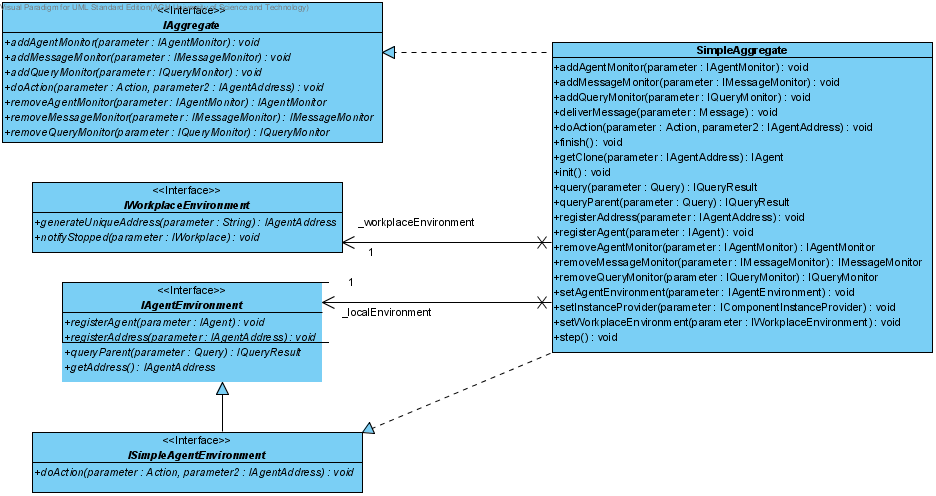 Visual Paradigm for UML Standard Edition(AGH University of Science and Technology)
<<Interface>>
IAggregate
+addAgentMonitor(parameter : IAgentMonitor) : void
+addMessageMonitor(parameter : IMessageMonitor) : void
+addQueryMonitor(parameter : IQueryMonitor) : void
+doAction(parameter : Action, parameter2 : IAgentAddress) : void
+removeAgentMonitor(parameter : IAgentMonitor) : IAgentMonitor
+removeMessageMonitor(parameter : IMessageMonitor) : IMessageMonitor
+removeQueryMonitor(parameter : IQueryMonitor) : IQueryMonitor
SimpleAggregate
+addAgentMonitor(parameter : IAgentMonitor) : void
+addMessageMonitor(parameter : IMessageMonitor) : void
+addQueryMonitor(parameter : IQueryMonitor) : void
+deliverMessage(parameter : Message) : void
+doAction(parameter : Action, parameter2 : IAgentAddress) : void
+finish() : void
+getClone(parameter : IAgentAddress) : IAgent
+init() : void
+query(parameter : Query) : IQueryResult
+queryParent(parameter : Query) : IQueryResult
+registerAddress(parameter : IAgentAddress) : void
+registerAgent(parameter : IAgent) : void
+removeAgentMonitor(parameter : IAgentMonitor) : IAgentMonitor
+removeMessageMonitor(parameter : IMessageMonitor) : IMessageMonitor
+removeQueryMonitor(parameter : IQueryMonitor) : IQueryMonitor
+setAgentEnvironment(parameter : IAgentEnvironment) : void
+setInstanceProvider(parameter : IComponentInstanceProvider) : void
+setWorkplaceEnvironment(parameter : IWorkplaceEnvironment) : void
+step() : void
<<Interface>>
IWorkplaceEnvironment
+generateUniqueAddress(parameter : String) : IAgentAddress
+notifyStopped(parameter : IWorkplace) : void
_workplaceEnvironment
1
<<Interface>>
IAgentEnvironment
+registerAgent(parameter : IAgent) : void
+registerAddress(parameter : IAgentAddress) : void
+queryParent(parameter : Query) : IQueryResult
+getAddress() : IAgentAddress
1
_localEnvironment
<<Interface>>
ISimpleAgentEnvironment
+doAction(parameter : Action, parameter2 : IAgentAddress) : void